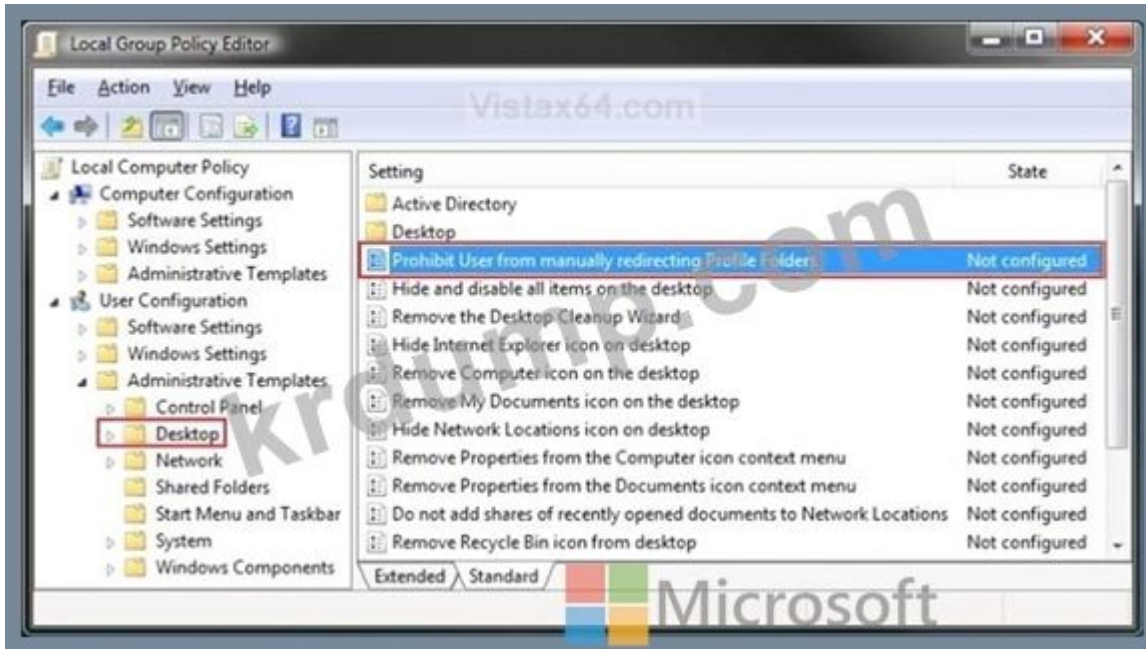 Local Group Policy Editor
File Action View Help
Vistax64.com
Local Computer Policy
Computer Configuration
Software Settings
Windows Settings
Administrative Templates
User Configuration
Software Settings
Windows Settings
Administrative Templates
Control Panel
Desktop
Network
Shared Folders
Start Menu and Taskbar
System
Windows Components
Setting State
Active Directory
Desktop
Prohibit User from manually redirecting Profile Folders Not configured
Hide and disable all items on the desktop Not configured
Remove the Desktop Cleanup Wizard Not configured
Hide Internet Explorer icon on desktop Not configured
Remove Computer icon on the desktop Not configured
Remove My Documents icon on the desktop Not configured
Hide Network Locations icon on desktop Not configured
Remove Properties from the Computer icon context menu Not configured
Remove Properties from the Documents icon context menu Not configured
Do not add shares of recently opened documents to Network Locations Not configured
Remove Recycle Bin icon from desktop Not configured
Extended Standard
krdump.com
Microsoft